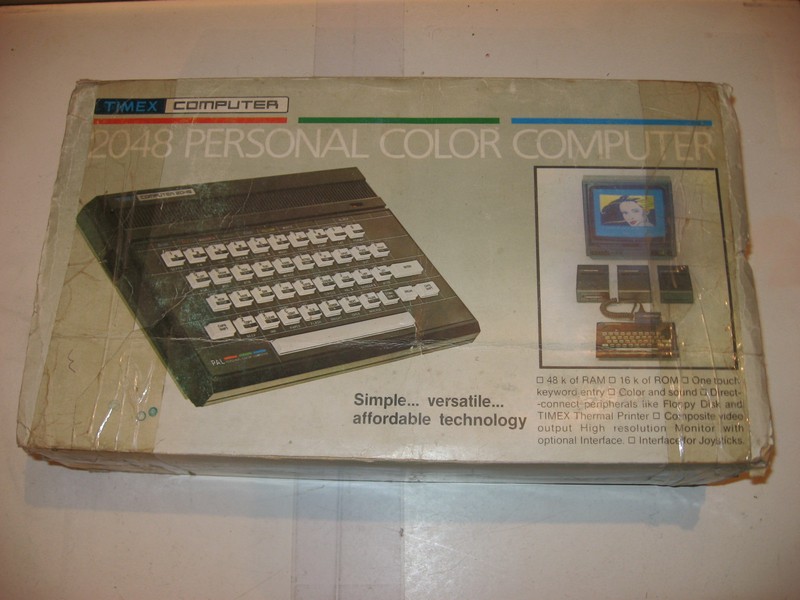 TIMEX COMPUTER
2048 PERSONAL COLOR COMPUTER
COMPUTER 2048
PAL
Simple... versatile...
affordable technology
□ 48 k of RAM □ 16 k of ROM □ One touch
keyword entry □ Color and sound □ Direct-
-connect peripherals like Floppy Disk and
TIMEX Thermal Printer □ Composite video
output High resolution Monitor with
optional Interface. □ Interface for Joysticks.